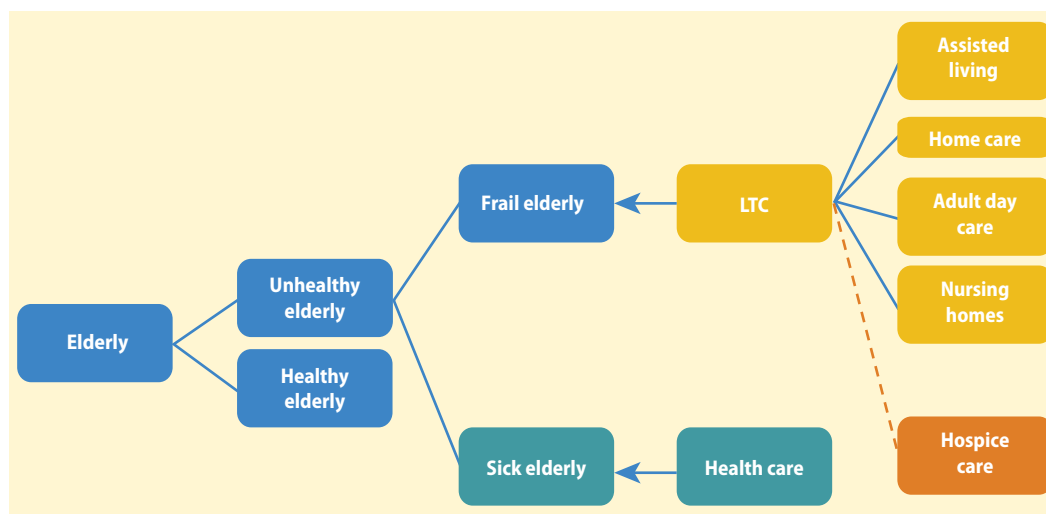 Elderly
Unhealthy
elderly
Healthy
elderly
Frail elderly
Sick elderly
LTC
Health care
Assisted
living
Home care
Adult day
care
Nursing
homes
Hospice
care